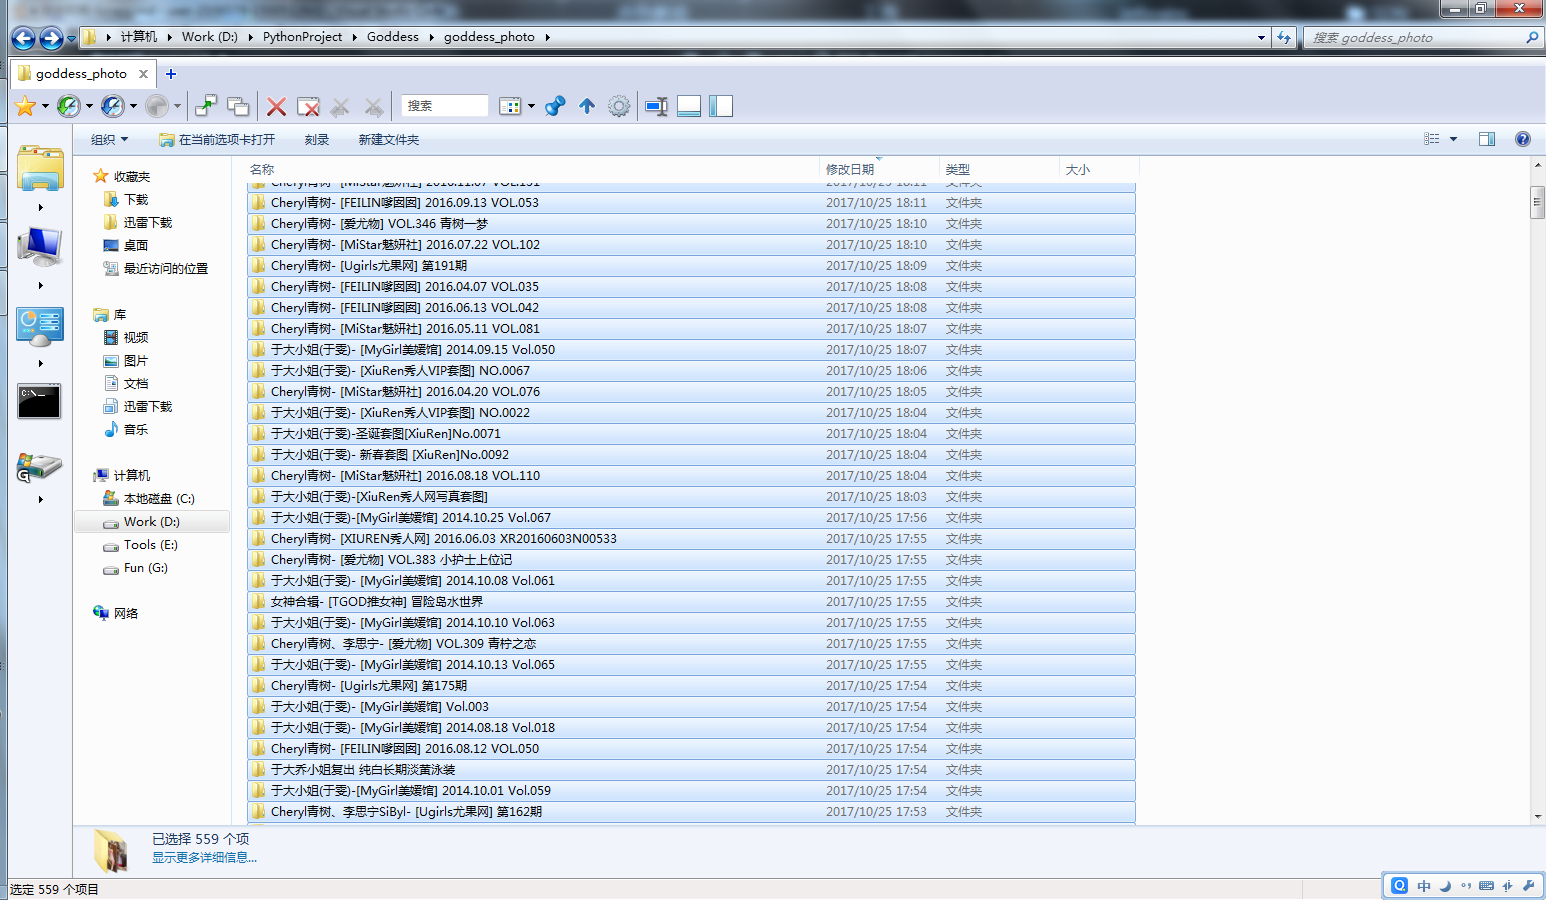 计算机 Work (D:) PythonProject Goddess goddess_photo
搜索 goddess_photo
goddess_photo
搜索
组织 在当前选项卡打开 刻录 新建文件夹
名称 修改日期 类型 大小
收藏夹
下载
迅雷下载
桌面
最近访问的位置
库
视频
图片
文档
迅雷下载
音乐
计算机
本地磁盘 (C:)
Work (D:)
Tools (E:)
Fun (G:)
网络
C:\._
G
Cheryl青树- [MiStar魅妍社] 2016.11.07 VOL.131 2017/10/25 18:11 文件夹
Cheryl青树- [FEILIN嗲囡囡] 2016.09.13 VOL.053 2017/10/25 18:11 文件夹
Cheryl青树- [爱尤物] VOL.346 青树一梦 2017/10/25 18:10 文件夹
Cheryl青树- [MiStar魅妍社] 2016.07.22 VOL.102 2017/10/25 18:10 文件夹
Cheryl青树- [Ugirls尤果网] 第191期 2017/10/25 18:09 文件夹
Cheryl青树- [FEILIN嗲囡囡] 2016.04.07 VOL.035 2017/10/25 18:08 文件夹
Cheryl青树- [FEILIN嗲囡囡] 2016.06.13 VOL.042 2017/10/25 18:08 文件夹
Cheryl青树- [MiStar魅妍社] 2016.05.11 VOL.081 2017/10/25 18:07 文件夹
于大小姐(于雯)- [MyGirl美媛馆] 2014.09.15 Vol.050 2017/10/25 18:07 文件夹
于大小姐(于雯)- [XiuRen秀人VIP套图] NO.0067 2017/10/25 18:06 文件夹
Cheryl青树- [MiStar魅妍社] 2016.04.20 VOL.076 2017/10/25 18:05 文件夹
于大小姐(于雯)- [XiuRen秀人VIP套图] NO.0022 2017/10/25 18:04 文件夹
于大小姐(于雯)-圣诞套图[XiuRen]No.0071 2017/10/25 18:04 文件夹
于大小姐(于雯)- 新春套图 [XiuRen]No.0092 2017/10/25 18:04 文件夹
Cheryl青树- [MiStar魅妍社] 2016.08.18 VOL.110 2017/10/25 18:04 文件夹
于大小姐(于雯)-[XiuRen秀人网写真套图] 2017/10/25 18:03 文件夹
于大小姐(于雯)-[MyGirl美媛馆] 2014.10.25 Vol.067 2017/10/25 17:56 文件夹
Cheryl青树- [XIUREN秀人网] 2016.06.03 XR20160603N00533 2017/10/25 17:55 文件夹
Cheryl青树- [爱尤物] VOL.383 小护士上位记 2017/10/25 17:55 文件夹
于大小姐(于雯)- [MyGirl美媛馆] 2014.10.08 Vol.061 2017/10/25 17:55 文件夹
女神合辑- [TGOD推女神] 冒险岛水世界 2017/10/25 17:55 文件夹
于大小姐(于雯)- [MyGirl美媛馆] 2014.10.10 Vol.063 2017/10/25 17:55 文件夹
Cheryl青树、李思宁- [爱尤物] VOL.309 青柠之恋 2017/10/25 17:55 文件夹
于大小姐(于雯)- [MyGirl美媛馆] 2014.10.13 Vol.065 2017/10/25 17:55 文件夹
Cheryl青树- [Ugirls尤果网] 第175期 2017/10/25 17:54 文件夹
于大小姐(于雯)- [MyGirl美媛馆] Vol.003 2017/10/25 17:54 文件夹
于大小姐(于雯)- [MyGirl美媛馆] 2014.08.18 Vol.018 2017/10/25 17:54 文件夹
Cheryl青树- [FEILIN嗲囡囡] 2016.08.12 VOL.050 2017/10/25 17:54 文件夹
于大乔小姐复出 纯白长期淡黄泳装 2017/10/25 17:54 文件夹
于大小姐(于雯)-[MyGirl美媛馆] 2014.10.01 Vol.059 2017/10/25 17:54 文件夹
Cheryl青树、李思宁SiByl- [Ugirls尤果网] 第162期 2017/10/25 17:53 文件夹
已选择 559 个项
显示更多详细信息...
选定 559 个项目
中